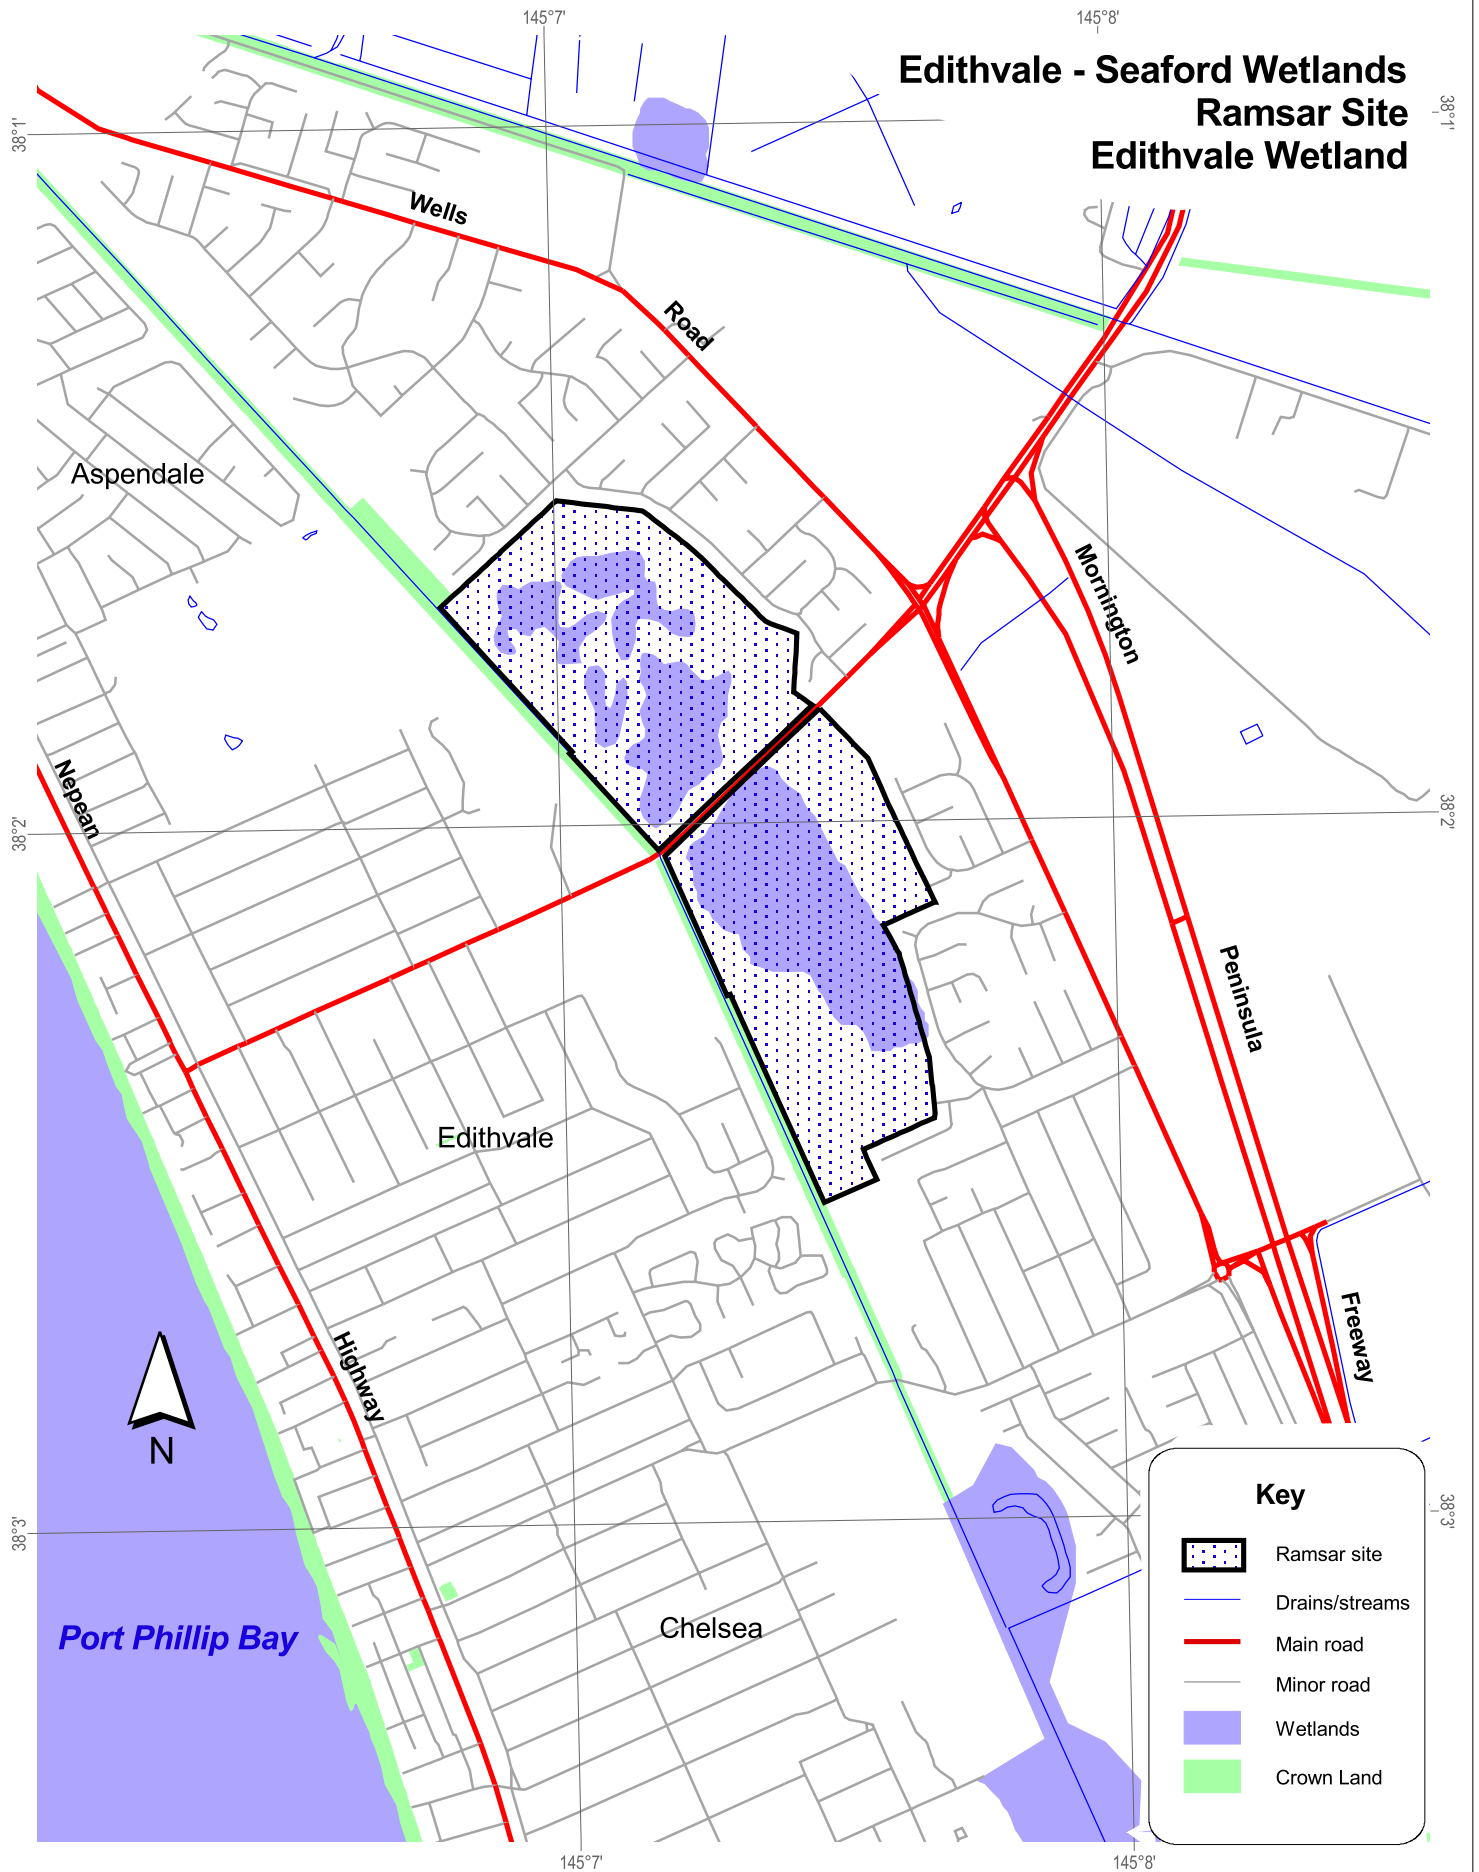 145°7'
145°8'
Edithvale - Seaford Wetlands
Ramsar Site
Edithvale Wetland
38°1'
38°1'
Wells
Road
Aspendale
Mornington
Nepean
38°2'
38°2'
Peninsula
Edithvale
Freeway
Highway
N
Key
Ramsar site
Drains/streams
Main road
Minor road
Wetlands
Crown Land
38°3'
38°3'
Port Phillip Bay
Chelsea
145°7'
145°8'